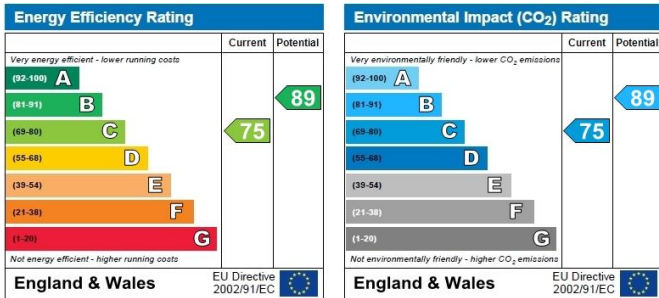 Energy Efficiency Rating
Current Potential
Very energy efficient - lower running costs
(92-100) A
(81-91) B
(69-80) C
(55-68) D
(39-54) E
(21-38) F
(1-20) G
75
89
Not energy efficient - higher running costs
England & Wales
EU Directive
2002/91/EC
Environmental Impact (CO₂) Rating
Current Potential
Very environmentally friendly - lower CO₂ emissions
(92-100) A
(81-91) B
(69-80) C
(55-68) D
(39-54) E
(21-38) F
(1-20) G
75
89
Not environmentally friendly - higher CO₂ emissions
England & Wales
EU Directive
2002/91/EC